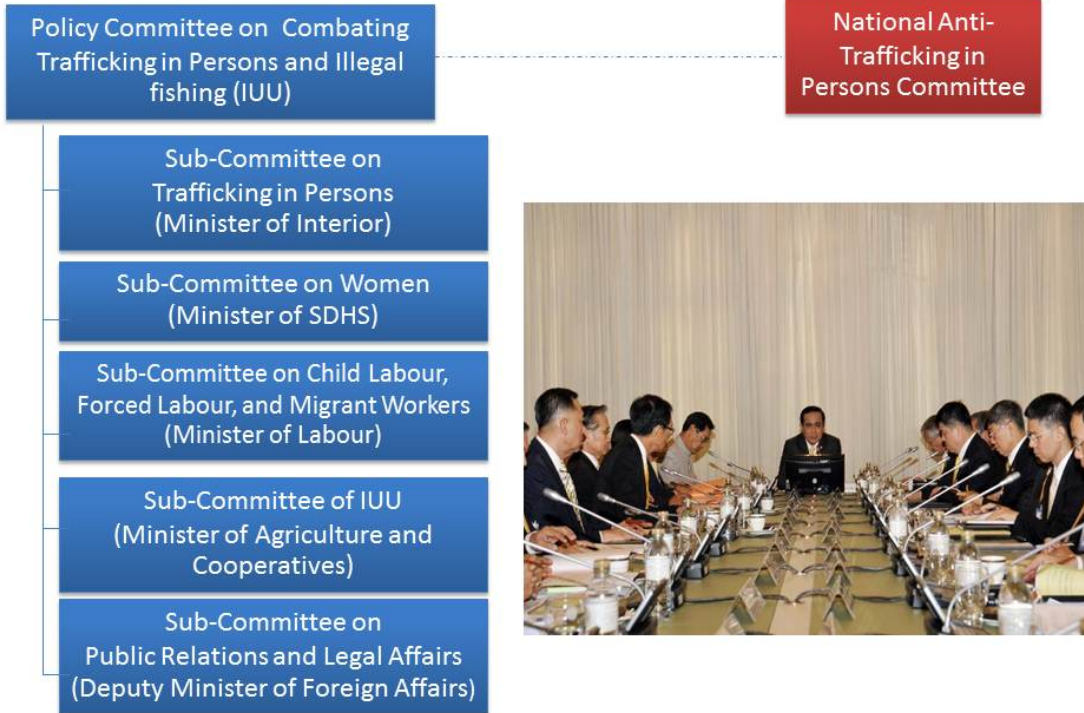 Policy Committee on Combating
Trafficking in Persons and Illegal
fishing (IUU)
National Anti-
Trafficking in
Persons Committee
Sub-Committee on
Trafficking in Persons
(Minister of Interior)
Sub-Committee on Women
(Minister of SDHS)
Sub-Committee on Child Labour,
Forced Labour, and Migrant Workers
(Minister of Labour)
Sub-Committee of IUU
(Minister of Agriculture and
Cooperatives)
Sub-Committee on
Public Relations and Legal Affairs
(Deputy Minister of Foreign Affairs)